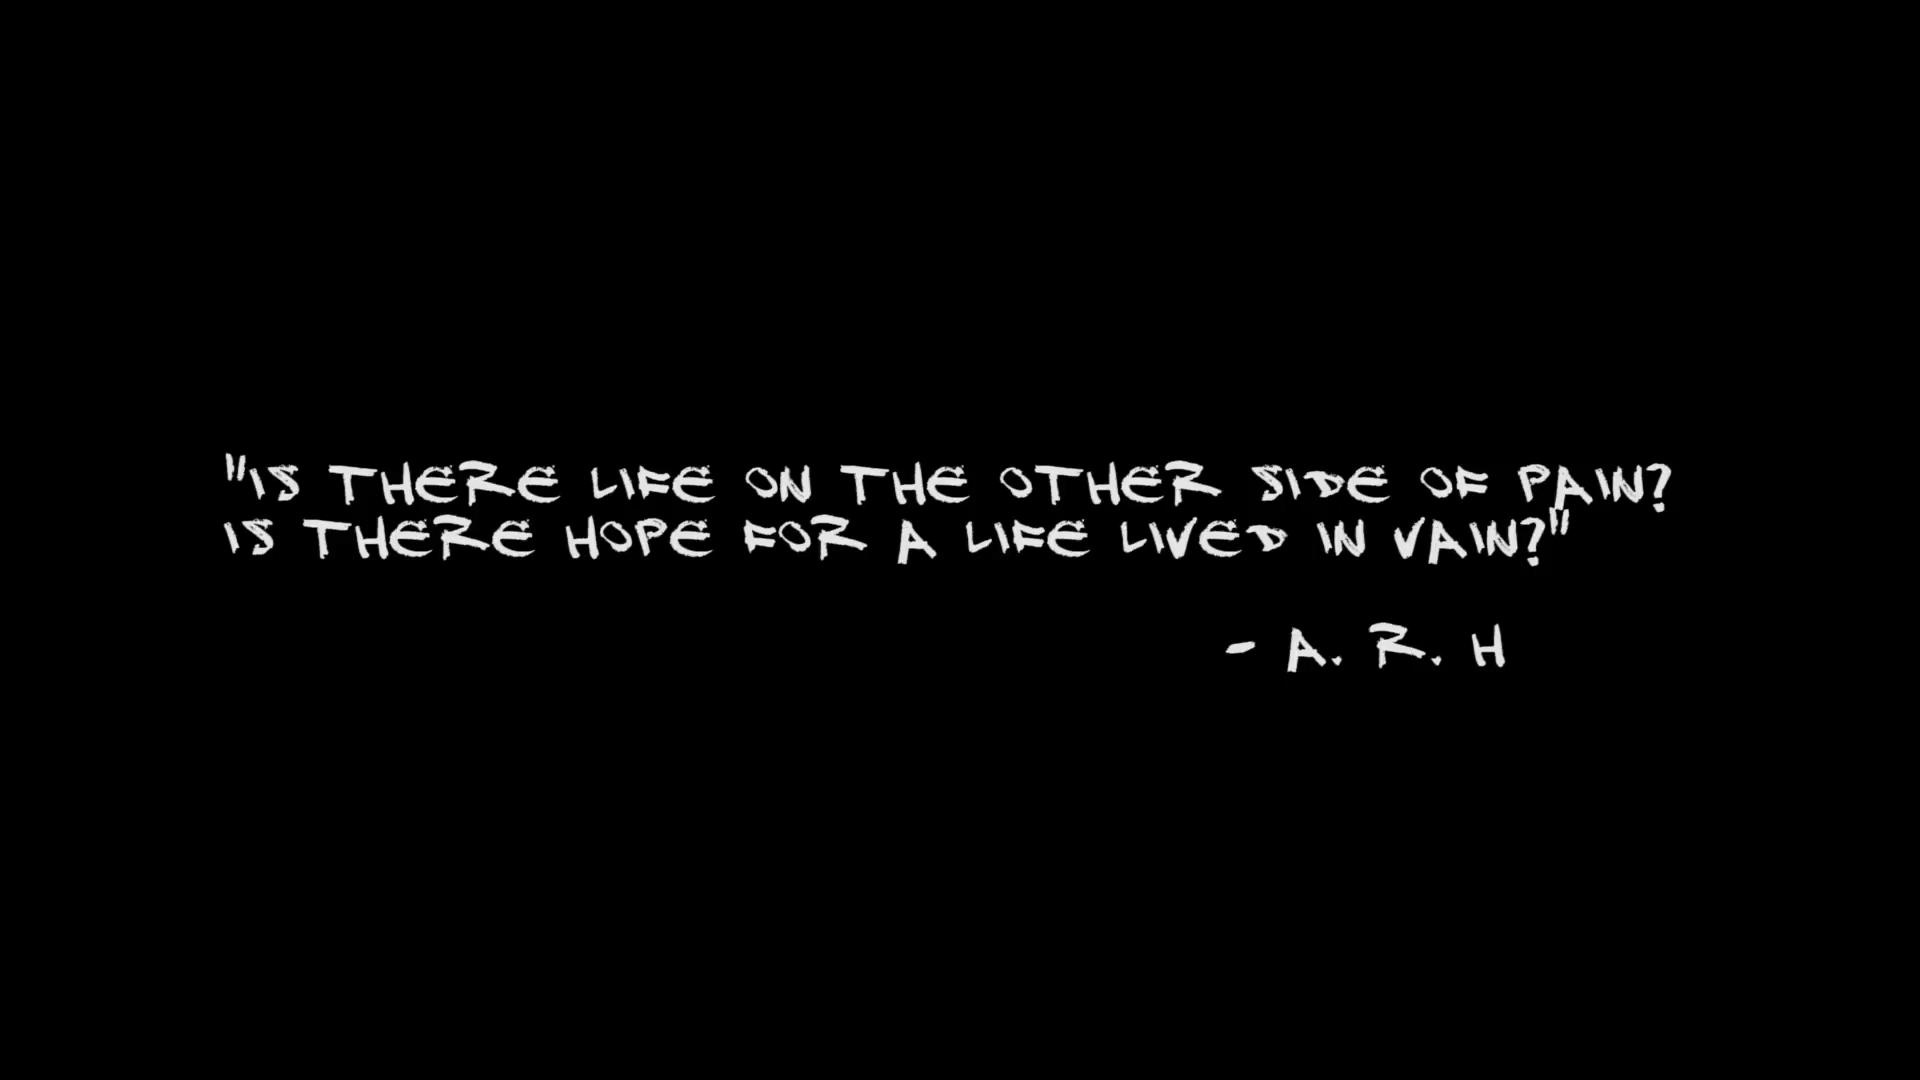 "IS THERE LIFE ON THE OTHER SIDE OF PAIN?
IS THERE HOPE FOR A LIFE LIVED IN VAIN?"
- A. R. H